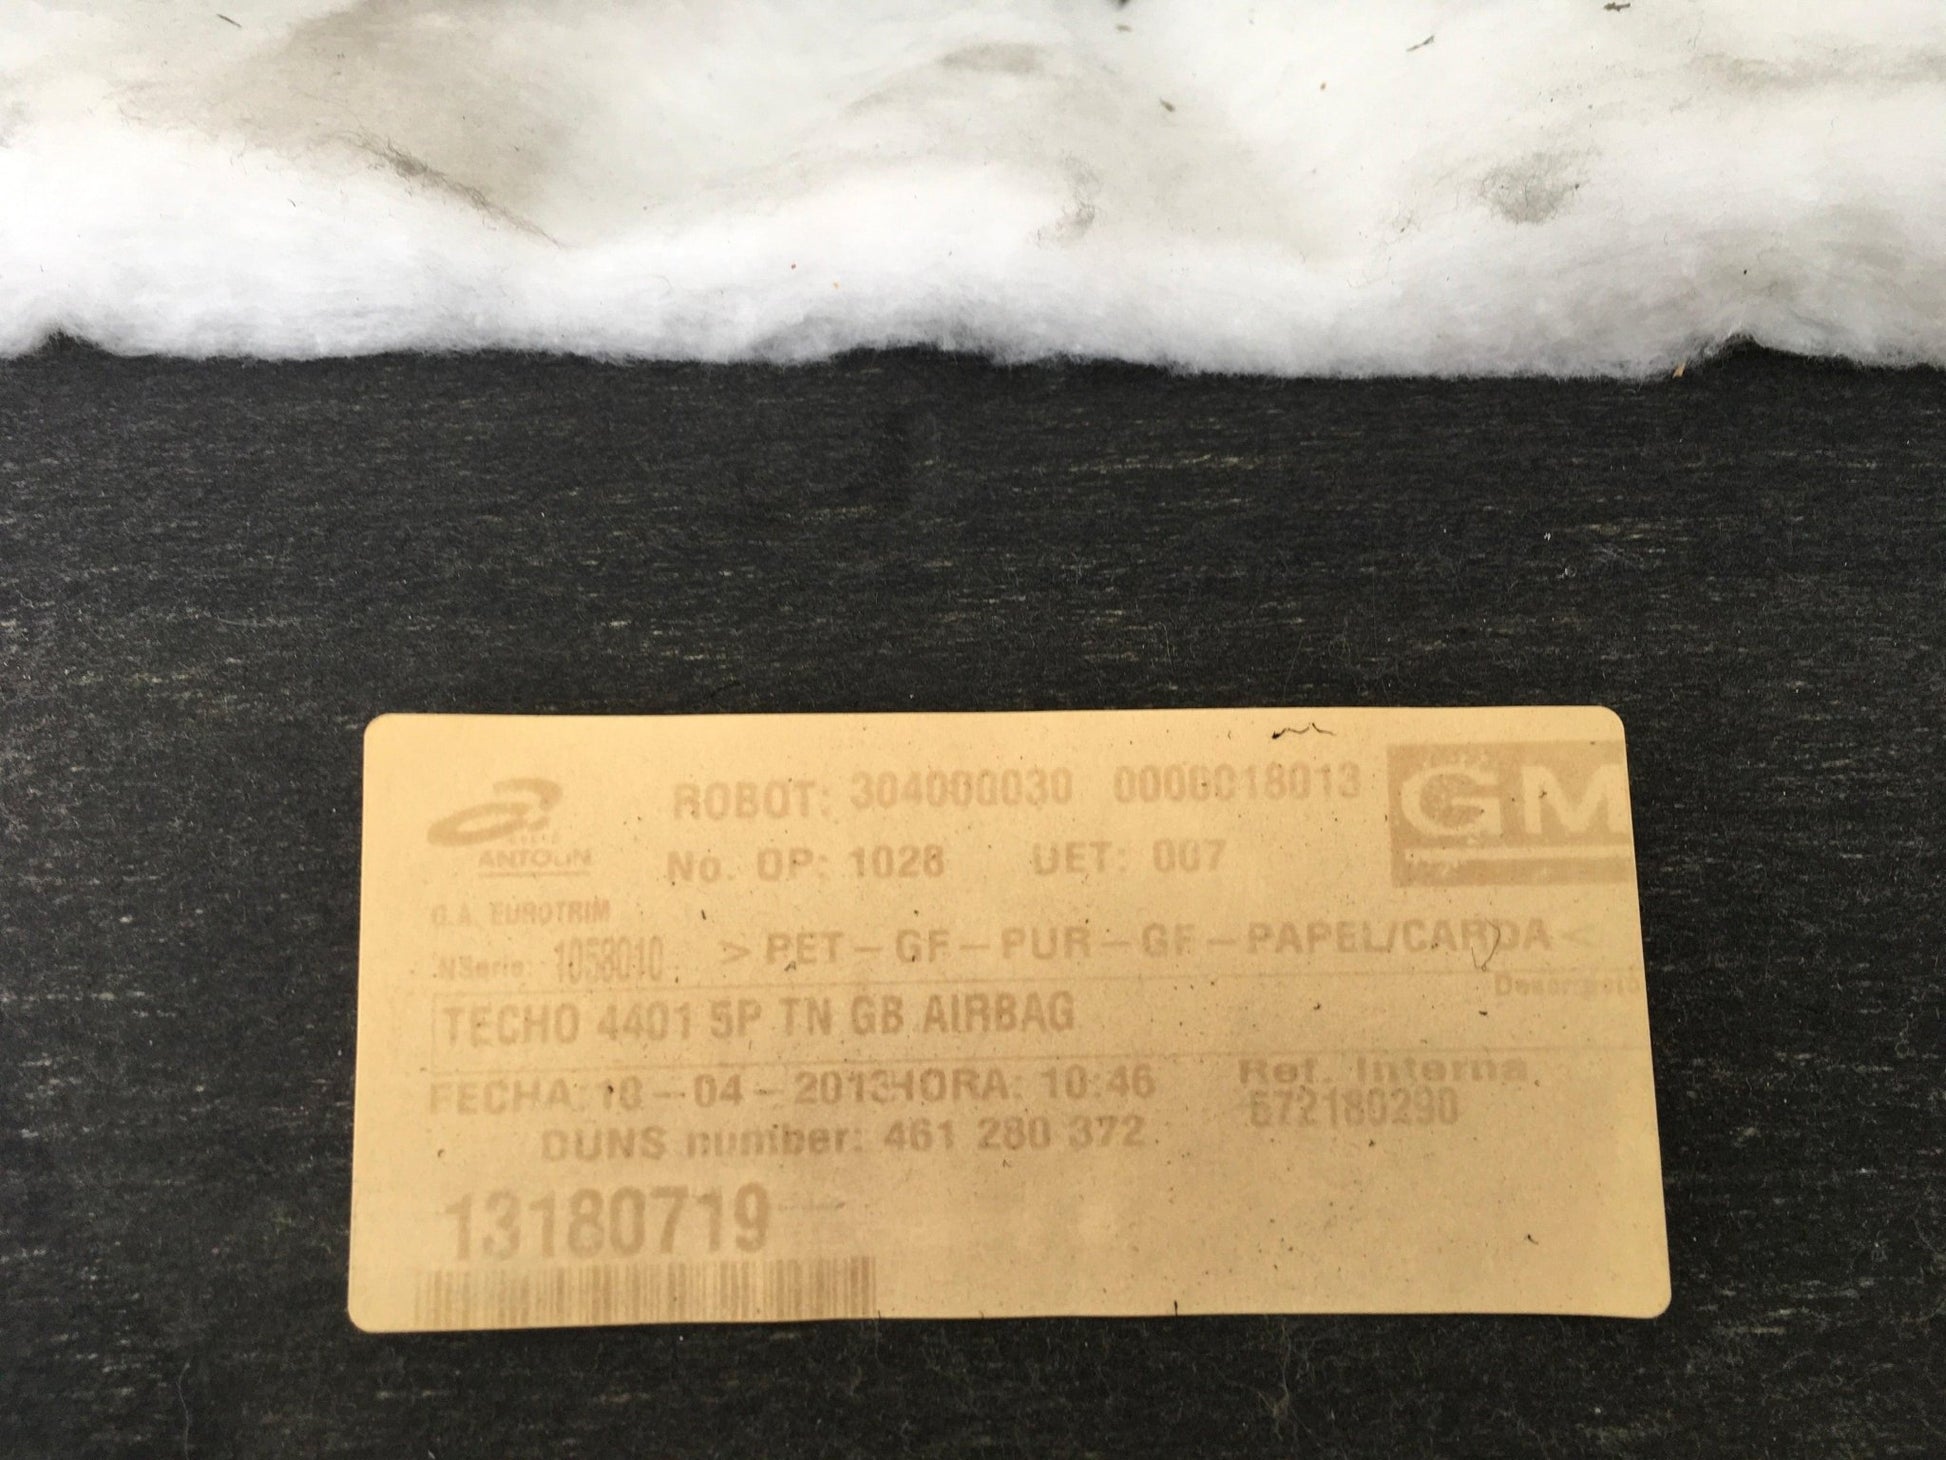 ROBOT: 304000030 0000018013
GM
ANTOLIN
No. OP: 1028 UET: 007
G.A. EUROTRIM
NSerie: 1058010 >PET-GF-PUR-GF-PAPEL/CARDA<
TECHO 4401 5P TN GB AIRBAG
FECHA: 18-04-2013HORA: 10:46 Ref. Interna
672180290
DUNS number: 461 280 372
13180719